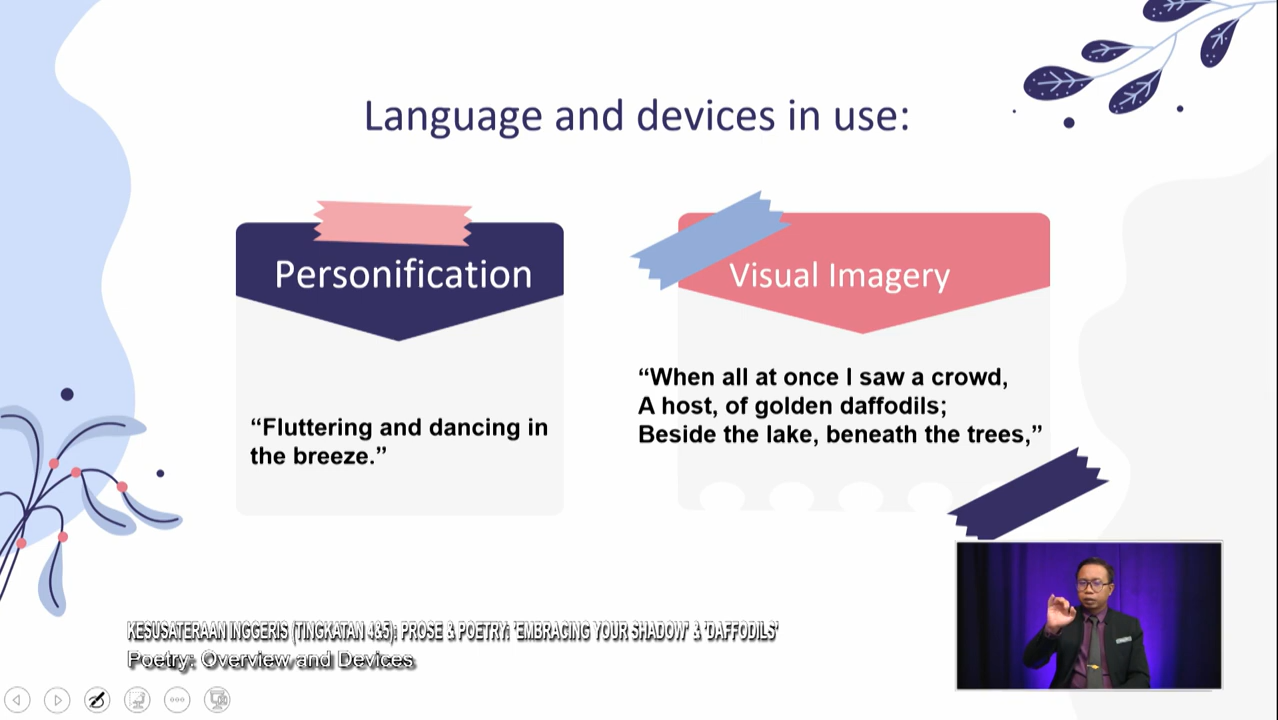 Language and devices in use:
Personification
“Fluttering and dancing in
the breeze.”
Visual Imagery
“When all at once I saw a crowd,
A host, of golden daffodils;
Beside the lake, beneath the trees,”
KESUSATERAAN INGGERIS (TINGKATAN 4&5): PROSE & POETRY: 'EMBRACING YOUR SHADOW' & 'DAFFODILS'
Poetry: Overview and Devices